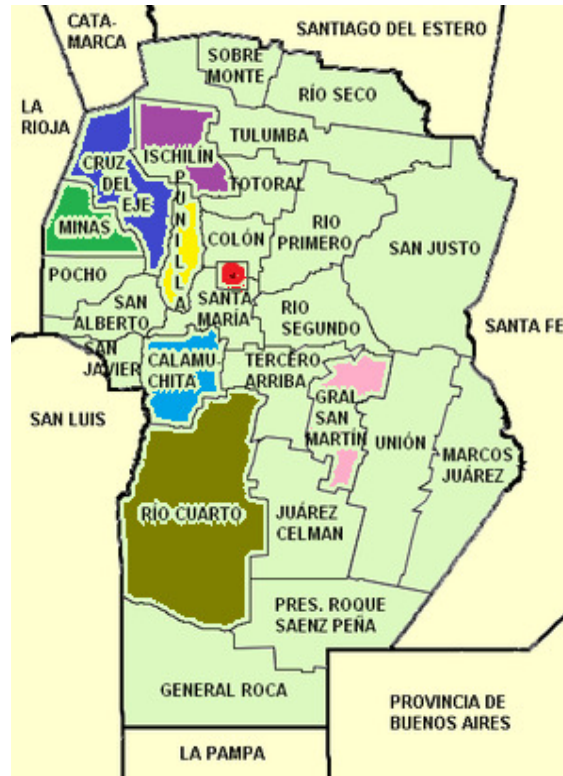 CATA-
MARCA
SANTIAGO DEL ESTERO
SOBRE
MONTE
RÍO SECO
LA
RIOJA
TULUMBA
ISCHILÍN
CRUZ
DEL
EJE
TOTORAL
PUNILLA
MINAS
COLÓN
RIO
PRIMERO
SAN JUSTO
POCHO
SAN
ALBERTO
SANTA
MARÍA
RIO
SEGUNDO
SANTA FE
SAN
JAVIER
CALAMU-
CHITA
TERCERO
ARRIBA
GRAL
SAN
MARTÍN
SAN LUIS
UNIÓN
MARCOS
JUÁREZ
RÍO CUARTO
JUÁREZ
CELMAN
PRES. ROQUE
SAENZ PEÑA
GENERAL ROCA
PROVINCIA DE
BUENOS AIRES
LA PAMPA